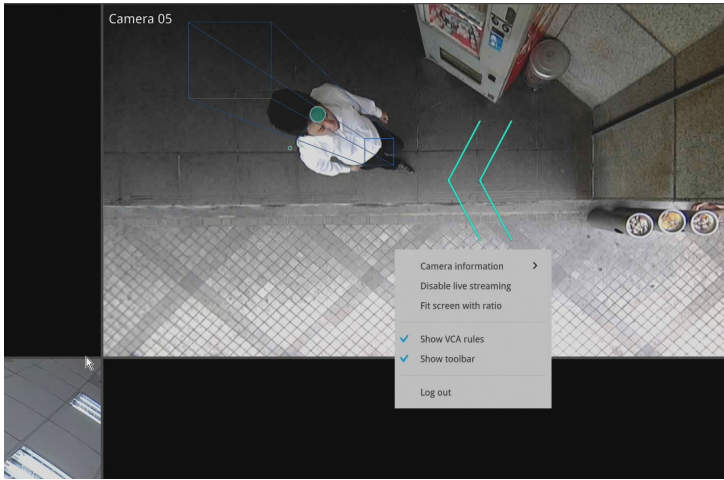 Camera 05
Camera information
Disable live streaming
Fit screen with ratio
Show VCA rules
Show toolbar
Log out